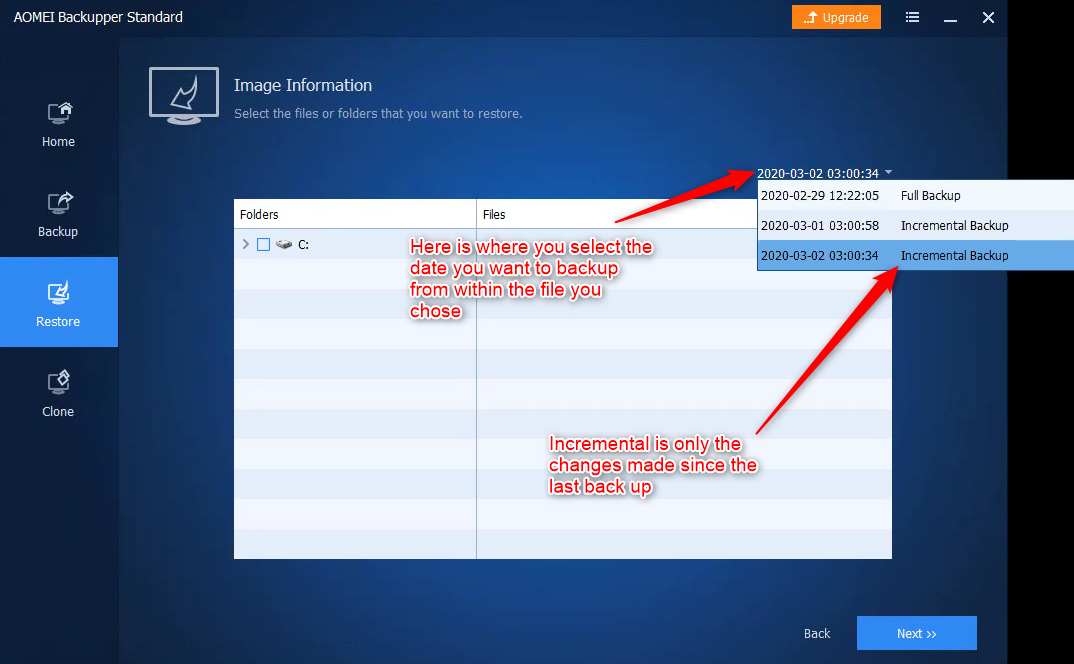 AOMEI Backupper Standard
Upgrade
Image Information
Select the files or folders that you want to restore.
Home
Backup
Restore
Clone
2020-03-02 03:00:34
2020-02-29 12:22:05 Full Backup
2020-03-01 03:00:58 Incremental Backup
2020-03-02 03:00:34 Incremental Backup
Folders Files
C:
Here is where you select the
date you want to backup
from within the file you
chose
Incremental is only the
changes made since the
last back up
Back
Next >>